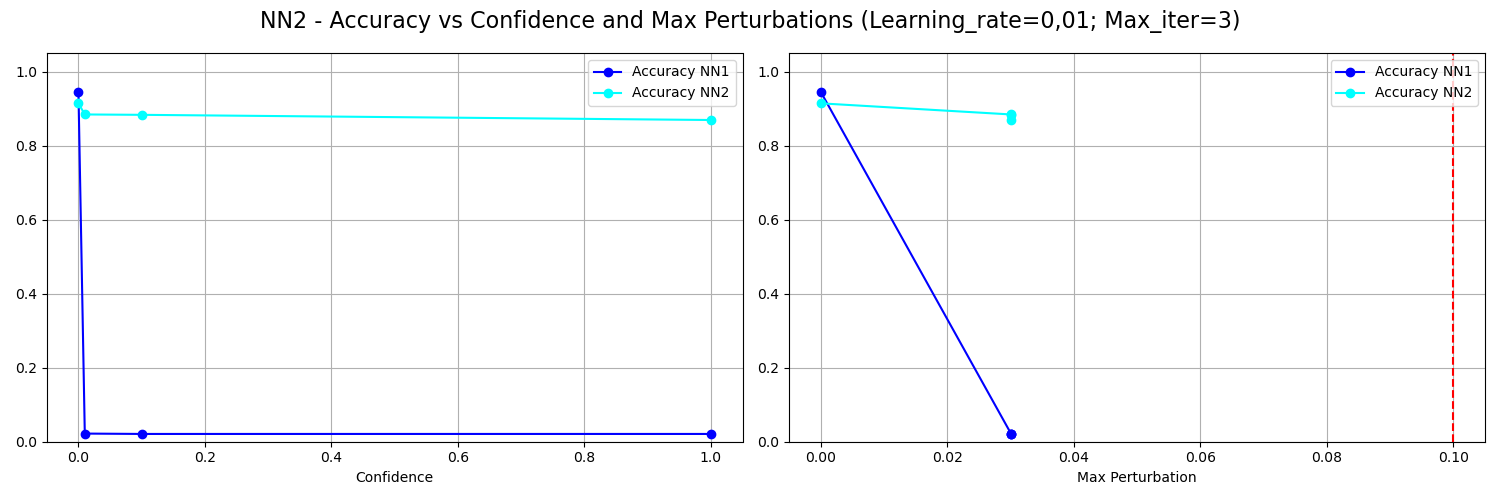 NN2 - Accuracy vs Confidence and Max Perturbations (Learning_rate=0,01; Max_iter=3)
1.0
0.8
0.6
0.4
0.2
0.0
Accuracy NN1
Accuracy NN2
0.0 0.2 0.4 0.6 0.8 1.0
Confidence
1.0
0.8
0.6
0.4
0.2
0.0
Accuracy NN1
Accuracy NN2
0.00 0.02 0.04 0.06 0.08 0.10
Max Perturbation